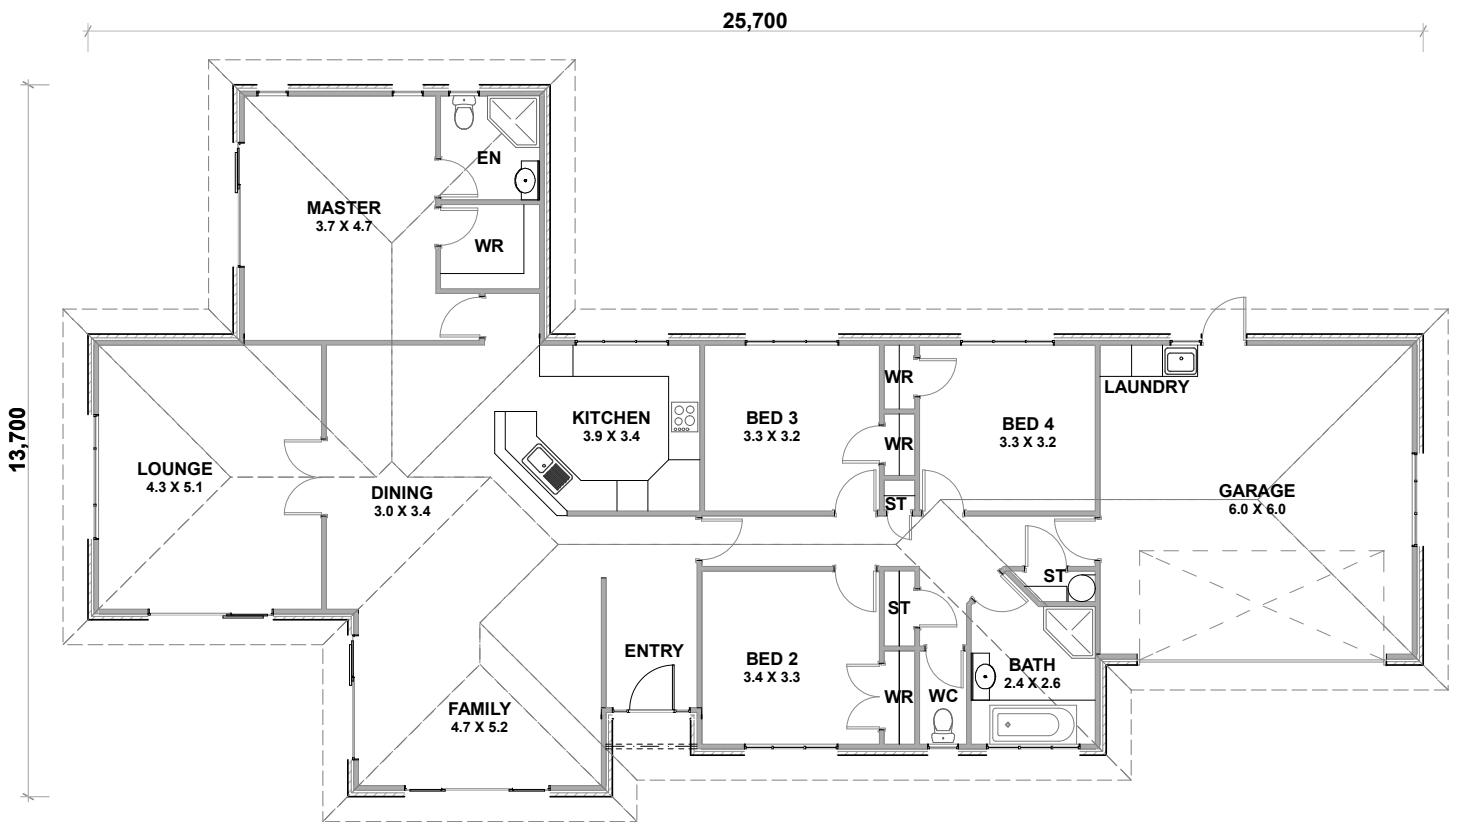 25,700
13,700
MASTER
3.7 X 4.7
EN
WR
LOUNGE
4.3 X 5.1
DINING
3.0 X 3.4
KITCHEN
3.9 X 3.4
BED 3
3.3 X 3.2
WR
WR
ST
BED 4
3.3 X 3.2
LAUNDRY
GARAGE
6.0 X 6.0
FAMILY
4.7 X 5.2
ENTRY
BED 2
3.4 X 3.3
ST
WR
WC
BATH
2.4 X 2.6
ST